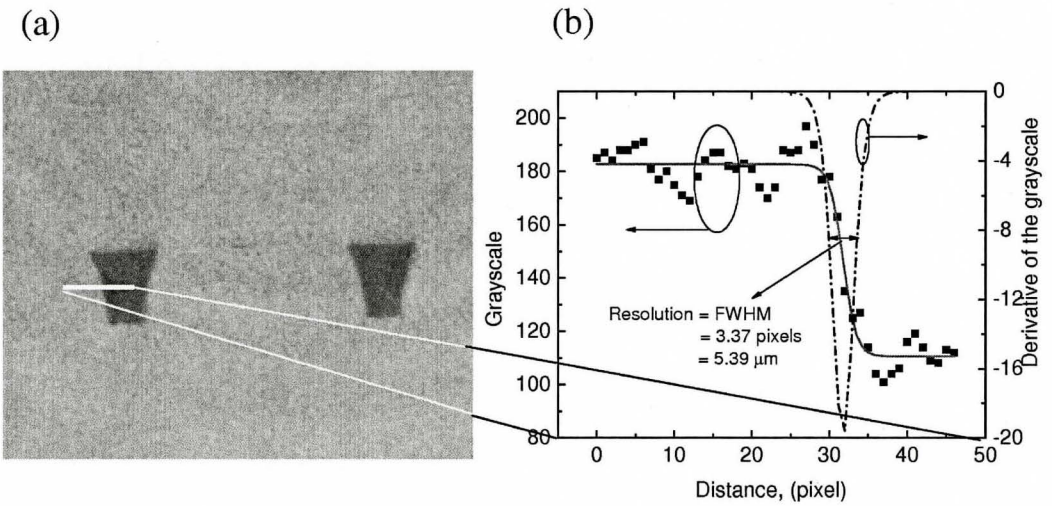 (a)
(b)
210
200
180
160
140
120
100
80
0
-4
-8
-12
-16
-20
Grayscale
Derivative of the grayscale
Resolution = FWHM
= 3.37 pixels
= 5.39 μm
0 10 20 30 40 50
Distance, (pixel)